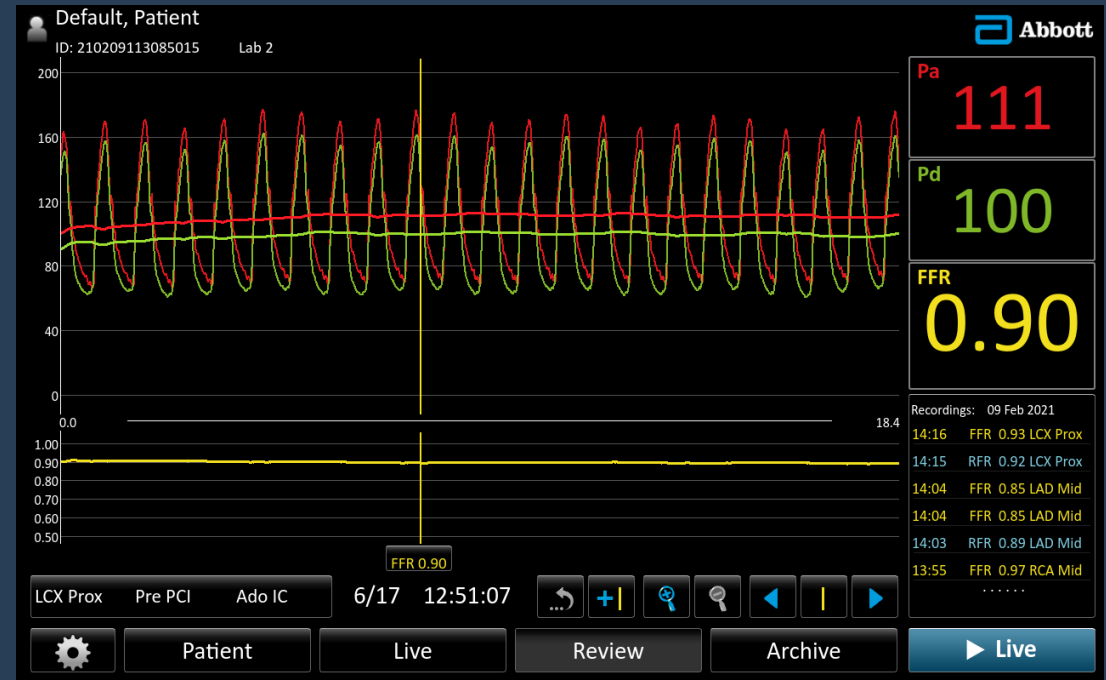 Default, Patient
ID: 210209113085015 Lab 2
Abbott
200
160
120
80
40
0
0.0 18.4
1.00
0.90
0.80
0.70
0.60
0.50
FFR 0.90
Pa
111
Pd
100
FFR
0.90
Recordings: 09 Feb 2021
14:16 FFR 0.93 LCX Prox
14:15 RFR 0.92 LCX Prox
14:04 FFR 0.85 LAD Mid
14:04 FFR 0.85 LAD Mid
14:03 RFR 0.89 LAD Mid
13:55 FFR 0.97 RCA Mid
......
LCX Prox Pre PCI Ado IC 6/17 12:51:07
Patient Live Review Archive Live